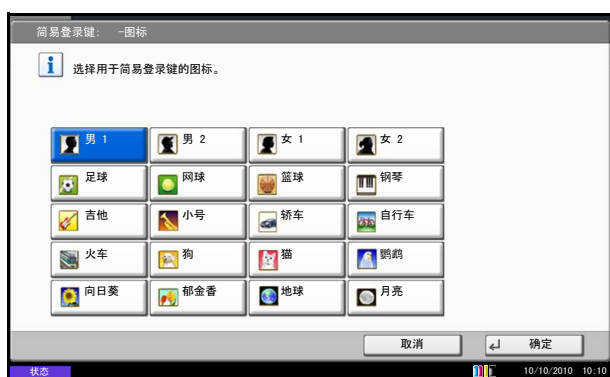 简易登录键: -图标
选择用于简易登录键的图标。
男 1 男 2 女 1 女 2
足球 网球 篮球 钢琴
吉他 小号 轿车 自行车
火车 狗 猫 鹦鹉
向日葵 郁金香 地球 月亮
取消 确定
状态 10/10/2010 10:10